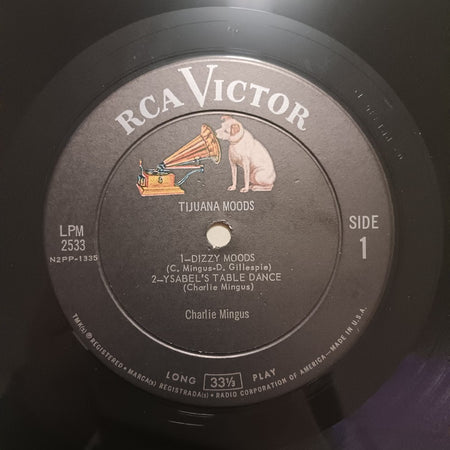 RCA VICTOR
TIJUANA MOODS
LPM
2533
N2PP-1335
SIDE
1
1—DIZZY MOODS
(C. Mingus-D. Gillespie)
2—YSABEL'S TABLE DANCE
(Charlie Mingus)
Charlie Mingus
LONG 33⅓ PLAY
TMK(s) ® REGISTERED • MARCA(s) REGISTRADA(s) • RADIO CORPORATION OF AMERICA—MADE IN U.S.A.